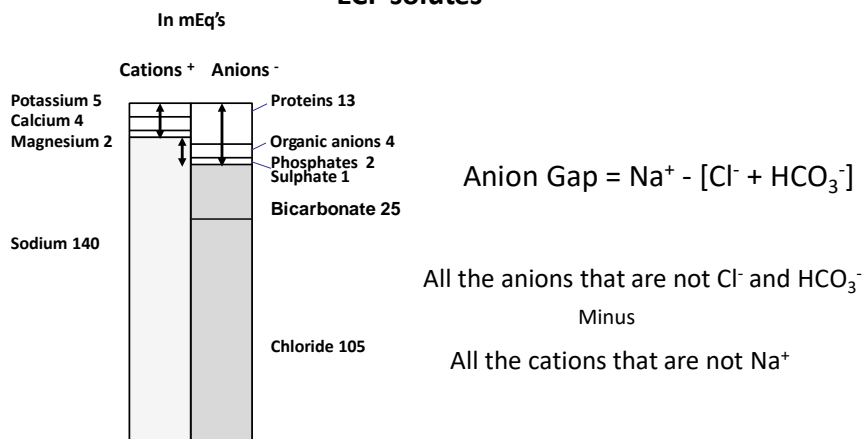 In mEq's
Cations + Anions -
Potassium 5
Calcium 4
Magnesium 2
Sodium 140
Proteins 13
Organic anions 4
Phosphates 2
Sulphate 1
Bicarbonate 25
Chloride 105
Anion Gap = Na⁺ - [Cl⁻ + HCO₃⁻]
All the anions that are not Cl⁻ and HCO₃⁻
Minus
All the cations that are not Na⁺